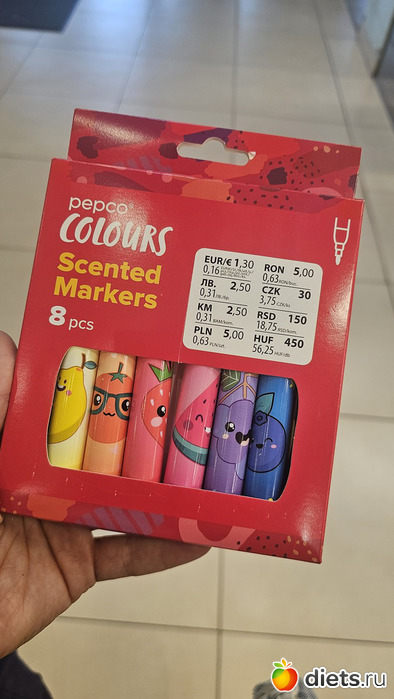 pepco
COLOURS
Scented
Markers
8 pcs
EUR/€ 1,30
0,16
ЛВ. 2,50
0,31
KM 2,50
0,31
PLN 5,00
0,63
RON 5,00
0,63
CZK 30
3,75
RSD 150
18,75
HUF 450
56,25
diets.ru